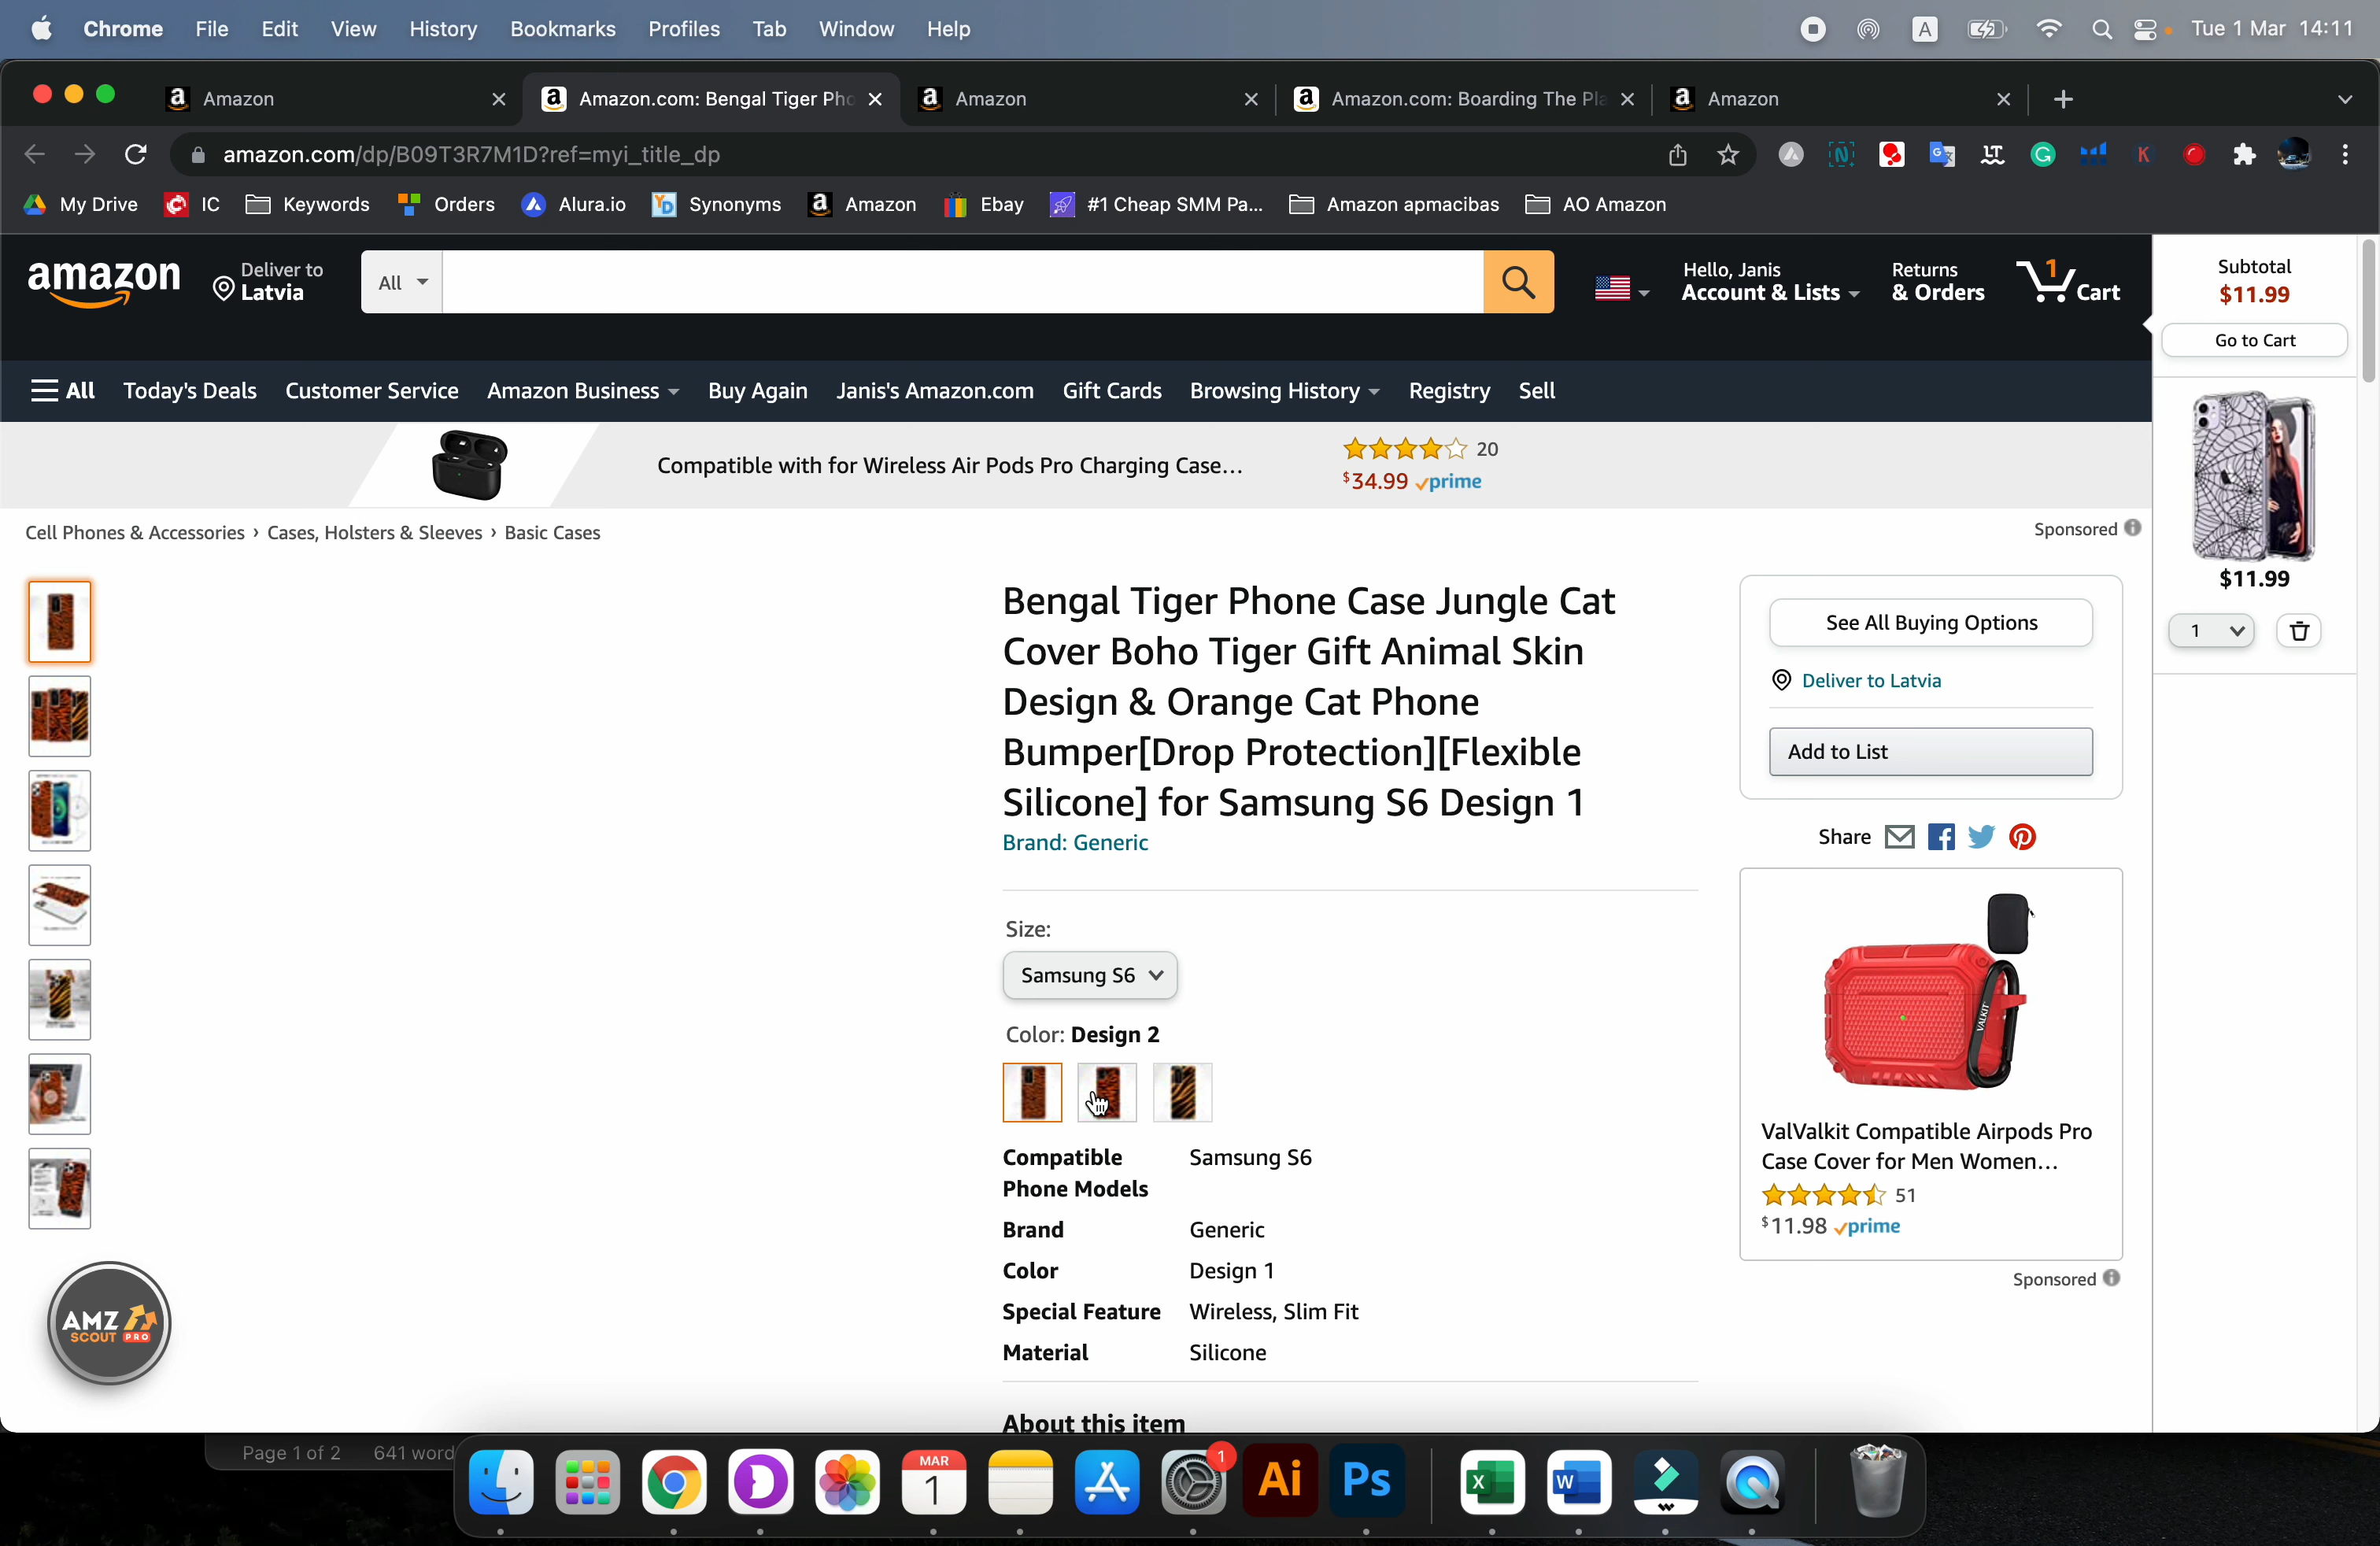 Chrome File Edit View History Bookmarks Profiles Tab Window Help A Tue 1 Mar 14:11
Amazon Amazon.com: Bengal Tiger Pho Amazon Amazon.com: Boarding The Pla Amazon
amazon.com/dp/B09T3R7M1D?ref=myi_title_dp
My Drive IC Keywords Orders Alura.io YD Synonyms Amazon Ebay #1 Cheap SMM Pa... Amazon apmacibas AO Amazon
amazon
Deliver to
Latvia
All
Hello, Janis
Account & Lists
Returns
& Orders
1
Cart
Subtotal
$11.99
Go to Cart
All Today's Deals Customer Service Amazon Business Buy Again Janis's Amazon.com Gift Cards Browsing History Registry Sell
Compatible with for Wireless Air Pods Pro Charging Case...
20
$34.99 prime
Cell Phones & Accessories › Cases, Holsters & Sleeves › Basic Cases
Sponsored
$11.99
1
Bengal Tiger Phone Case Jungle Cat
Cover Boho Tiger Gift Animal Skin
Design & Orange Cat Phone
Bumper[Drop Protection][Flexible
Silicone] for Samsung S6 Design 1
Brand: Generic
Size:
Samsung S6
Color: Design 2
Compatible Samsung S6
Phone Models
Brand Generic
Color Design 1
Special Feature Wireless, Slim Fit
Material Silicone
About this item
See All Buying Options
Deliver to Latvia
Add to List
Share
VALKIT
ValValkit Compatible Airpods Pro
Case Cover for Men Women...
51
$11.98 prime
Sponsored
AMZ
SCOUT PRO
Page 1 of 2 641 word
MAR
1
1
Ai
Ps
X
W